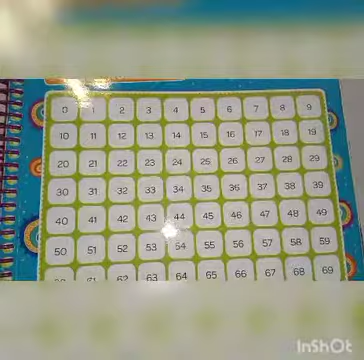 0 1 2 3 4 5 6 7 8 9
10 11 12 13 14 15 16 17 18 19
20 21 22 23 24 25 26 27 28 29
30 31 32 33 34 35 36 37 38 39
40 41 42 43 44 45 46 47 48 49
50 51 52 53 54 55 56 57 58 59
61 62 63 64 65 66 67 68 69
InShOt